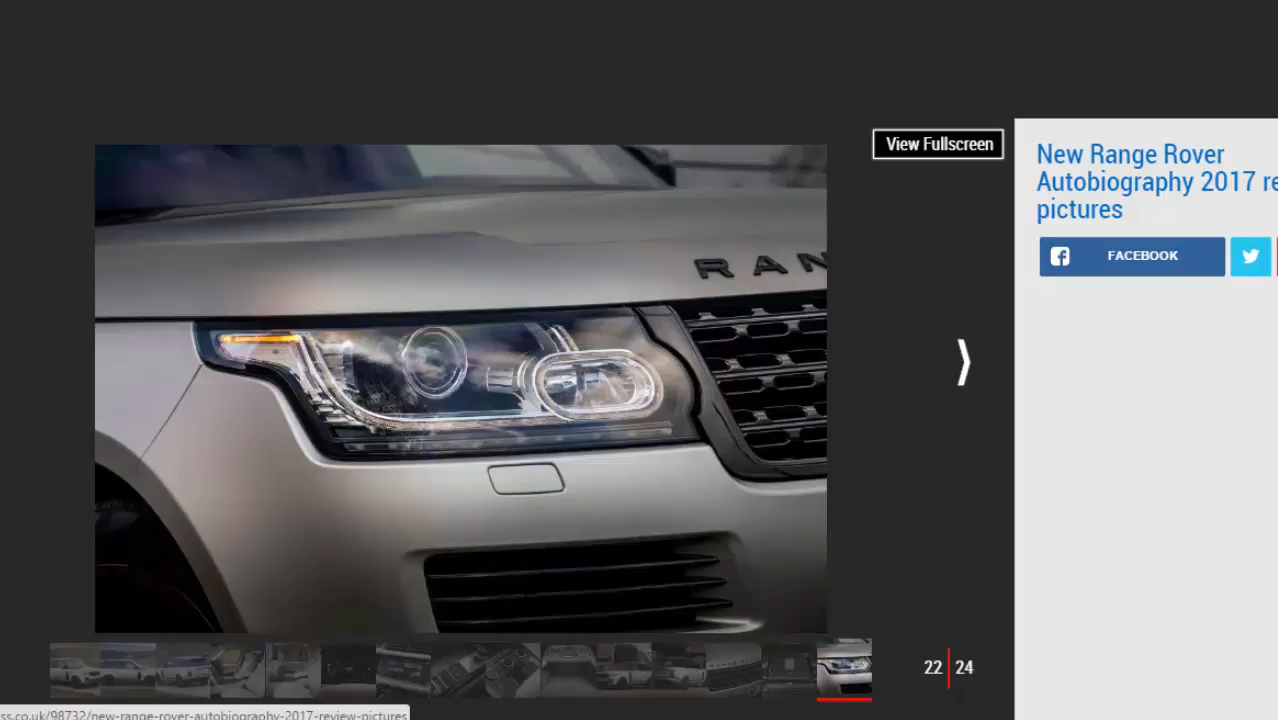 View Fullscreen
New Range Rover
Autobiography 2017 re
pictures
FACEBOOK
RAN
22 24
ss.co.uk/98732/new-range-rover-autobiography-2017-review-pictures